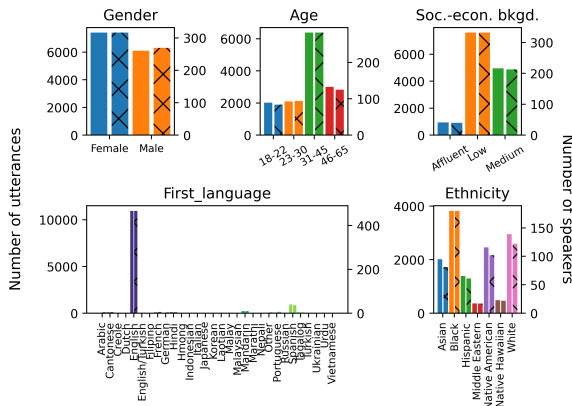 Gender
Age
Soc.-econ. bkgd.
6000
4000
2000
0
300
200
100
0
6000
4000
2000
0
200
100
0
6000
4000
2000
0
300
200
100
0
Female
Male
18-22
23-30
31-45
46-65
Affluent
Low
Medium
Number of utterances
Number of speakers
First_language
Ethnicity
10000
5000
0
400
200
0
4000
2000
0
150
100
50
0
Arabic
Cantonese
Creole
Dutch
English
English/Turkish
Filipino
French
German
Hindi
Hmong
Indonesian
Italian
Japanese
Korean
Laotian
Malay
Malaysian
Mandarin
Marathi
Nepali
Other
Portuguese
Russian
Spanish
Tagalog
Turkish
Ukrainian
Urdu
Vietnamese
Asian
Black
Hispanic
Middle Eastern
Native American
Native Hawaiian
White